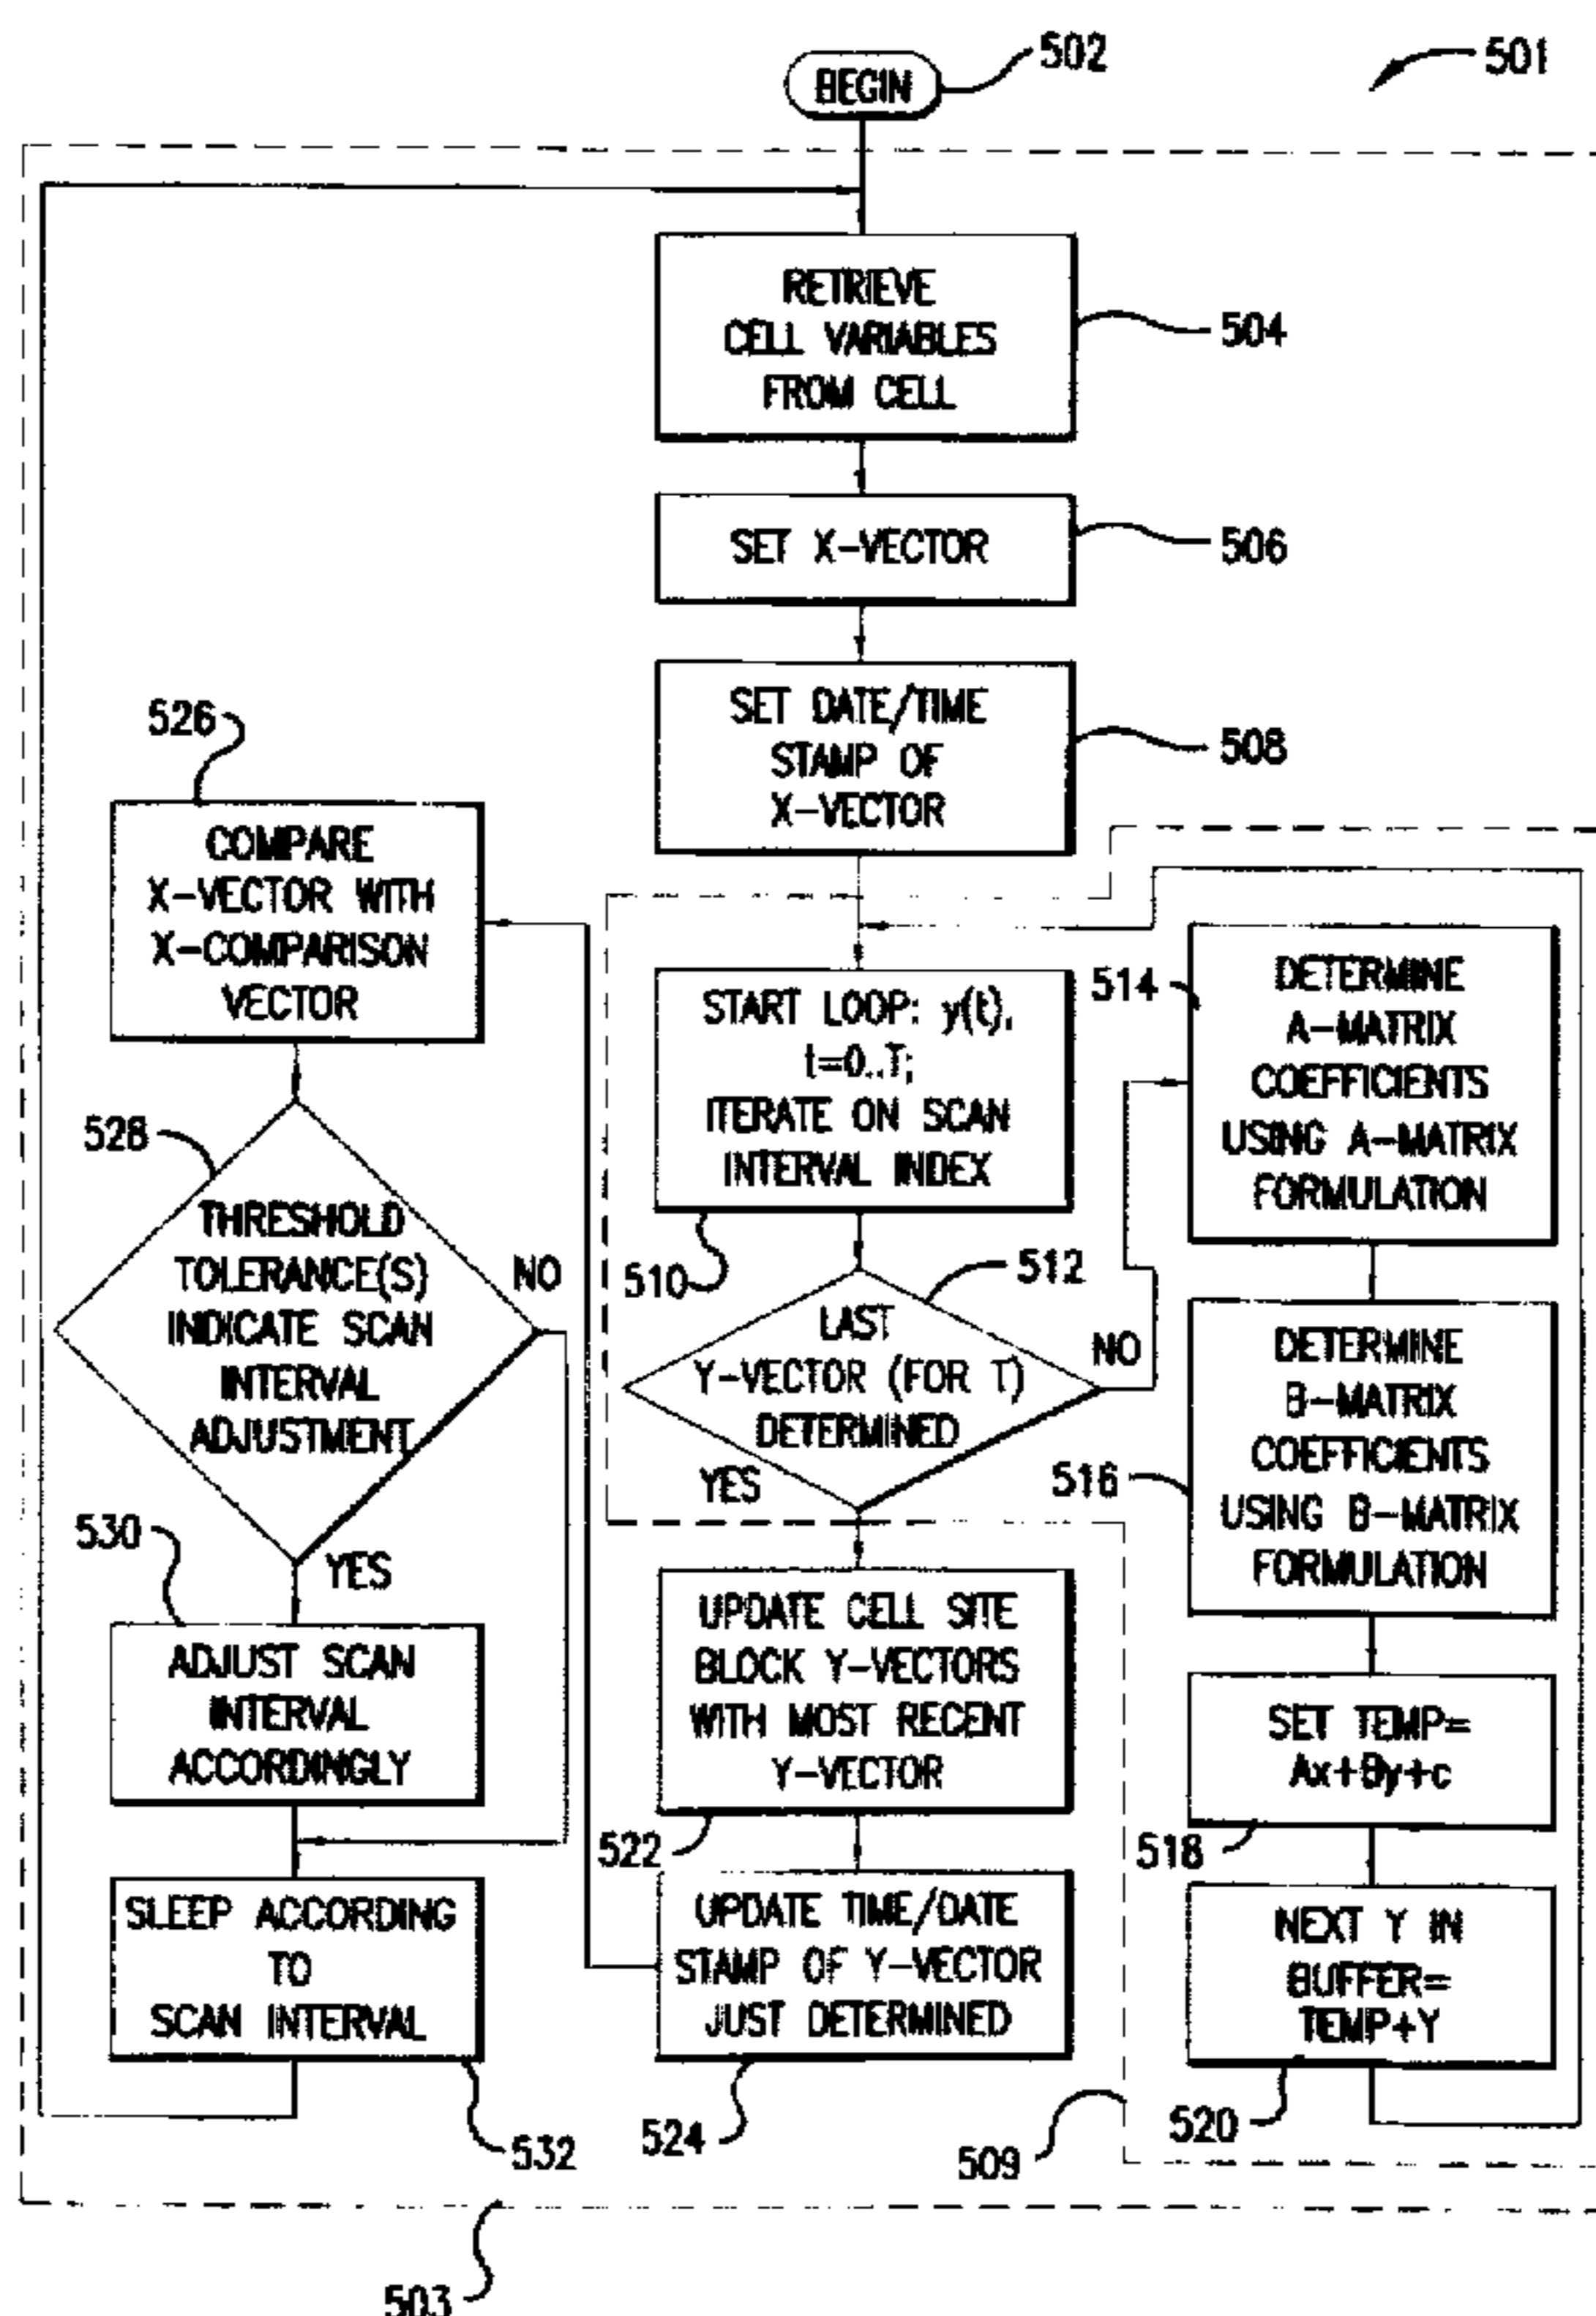 502
501
BEGIN
RETRIEVE
CELL VARIABLES
FROM CELL
504
SET X-VECTOR
506
SET DATE/TIME
STAMP OF
X-VECTOR
508
526
COMPARE
X-VECTOR WITH
X-COMPARISON
VECTOR
528
THRESHOLD
TOLERANCE(S)
INDICATE SCAN
INTERVAL
ADJUSTMENT
NO
YES
530
ADJUST SCAN
INTERVAL
ACCORDINGLY
SLEEP ACCORDING
TO
SCAN INTERVAL
532
START LOOP: y(t),
t=0..T;
ITERATE ON SCAN
INTERVAL INDEX
510
512
LAST
Y-VECTOR (FOR T)
DETERMINED
NO
YES
UPDATE CELL SITE
BLOCK Y-VECTORS
WITH MOST RECENT
Y-VECTOR
522
UPDATE TIME/DATE
STAMP OF Y-VECTOR
JUST DETERMINED
524
514
DETERMINE
A-MATRIX
COEFFICIENTS
USING A-MATRIX
FORMULATION
516
DETERMINE
B-MATRIX
COEFFICIENTS
USING B-MATRIX
FORMULATION
SET TEMP=
Ax+By+c
518
NEXT Y IN
BUFFER=
TEMP+Y
520
509
503